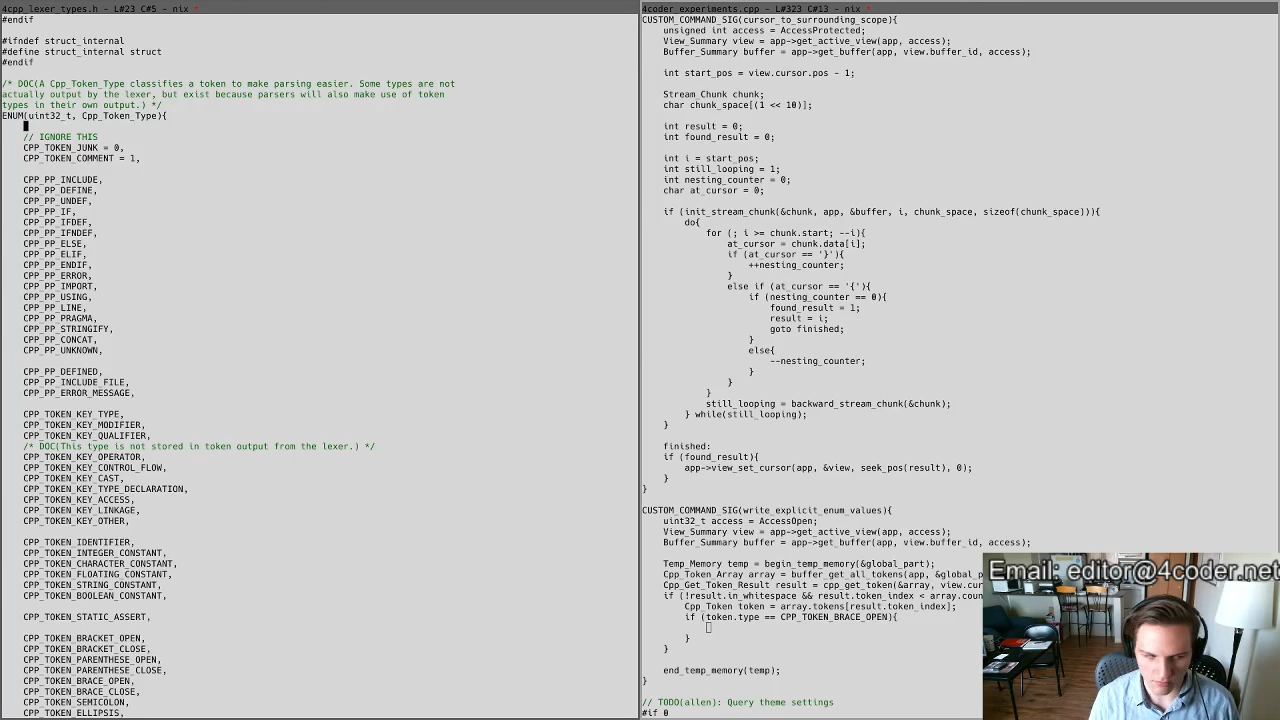 4cpp_lexer_types.h - L#23 C#5 - nix *
#endif
#ifndef struct_internal
#define struct_internal struct
#endif
/* DOC(A Cpp_Token_Type classifies a token to make parsing easier. Some types are not
actually output by the lexer, but exist because parsers will also make use of token
types in their own output.) */
ENUM(uint32_t, Cpp_Token_Type){
// IGNORE THIS
CPP_TOKEN_JUNK = 0,
CPP_TOKEN_COMMENT = 1,
CPP_PP_INCLUDE,
CPP_PP_DEFINE,
CPP_PP_UNDEF,
CPP_PP_IF,
CPP_PP_IFDEF,
CPP_PP_IFNDEF,
CPP_PP_ELSE,
CPP_PP_ELIF,
CPP_PP_ENDIF,
CPP_PP_ERROR,
CPP_PP_IMPORT,
CPP_PP_USING,
CPP_PP_LINE,
CPP_PP_PRAGMA,
CPP_PP_STRINGIFY,
CPP_PP_CONCAT,
CPP_PP_UNKNOWN,
CPP_PP_DEFINED,
CPP_PP_INCLUDE_FILE,
CPP_PP_ERROR_MESSAGE,
CPP_TOKEN_KEY_TYPE,
CPP_TOKEN_KEY_MODIFIER,
CPP_TOKEN_KEY_QUALIFIER,
/* DOC(This type is not stored in token output from the lexer.) */
CPP_TOKEN_KEY_OPERATOR,
CPP_TOKEN_KEY_CONTROL_FLOW,
CPP_TOKEN_KEY_CAST,
CPP_TOKEN_KEY_TYPE_DECLARATION,
CPP_TOKEN_KEY_ACCESS,
CPP_TOKEN_KEY_LINKAGE,
CPP_TOKEN_KEY_OTHER,
CPP_TOKEN_IDENTIFIER,
CPP_TOKEN_INTEGER_CONSTANT,
CPP_TOKEN_CHARACTER_CONSTANT,
CPP_TOKEN_FLOATING_CONSTANT,
CPP_TOKEN_STRING_CONSTANT,
CPP_TOKEN_BOOLEAN_CONSTANT,
CPP_TOKEN_STATIC_ASSERT,
CPP_TOKEN_BRACKET_OPEN,
CPP_TOKEN_BRACKET_CLOSE,
CPP_TOKEN_PARENTHESE_OPEN,
CPP_TOKEN_PARENTHESE_CLOSE,
CPP_TOKEN_BRACE_OPEN,
CPP_TOKEN_BRACE_CLOSE,
CPP_TOKEN_SEMICOLON,
CPP_TOKEN_ELLIPSIS,
4coder_experiments.cpp - L#323 C#13 - nix *
CUSTOM_COMMAND_SIG(cursor_to_surrounding_scope){
unsigned int access = AccessProtected;
View_Summary view = app->get_active_view(app, access);
Buffer_Summary buffer = app->get_buffer(app, view.buffer_id, access);
int start_pos = view.cursor.pos - 1;
Stream_Chunk chunk;
char chunk_space[(1 << 10)];
int result = 0;
int found_result = 0;
int i = start_pos;
int still_looping = 1;
int nesting_counter = 0;
char at_cursor = 0;
if (init_stream_chunk(&chunk, app, &buffer, i, chunk_space, sizeof(chunk_space))){
do{
for (; i >= chunk.start; --i){
at_cursor = chunk.data[i];
if (at_cursor == '}'){
++nesting_counter;
}
else if (at_cursor == '{'){
if (nesting_counter == 0){
found_result = 1;
result = i;
goto finished;
}
else{
--nesting_counter;
}
}
}
still_looping = backward_stream_chunk(&chunk);
} while(still_looping);
}
finished:
if (found_result){
app->view_set_cursor(app, &view, seek_pos(result), 0);
}
}
CUSTOM_COMMAND_SIG(write_explicit_enum_values){
uint32_t access = AccessOpen;
View_Summary view = app->get_active_view(app, access);
Buffer_Summary buffer = app->get_buffer(app, view.buffer_id, access);
Temp_Memory temp = begin_temp_memory(&global_part);
Cpp_Token_Array array = buffer_get_all_tokens(app, &global_p
Cpp_Get_Token_Result result = cpp_get_token(&array, view.cur
if (!result.in_whitespace && result.token_index < array.coun
Cpp_Token token = array.tokens[result.token_index];
if (token.type == CPP_TOKEN_BRACE_OPEN){
}
}
end_temp_memory(temp);
}
// TODO(allen): Query theme settings
#if 0
Email: editor@4coder.net